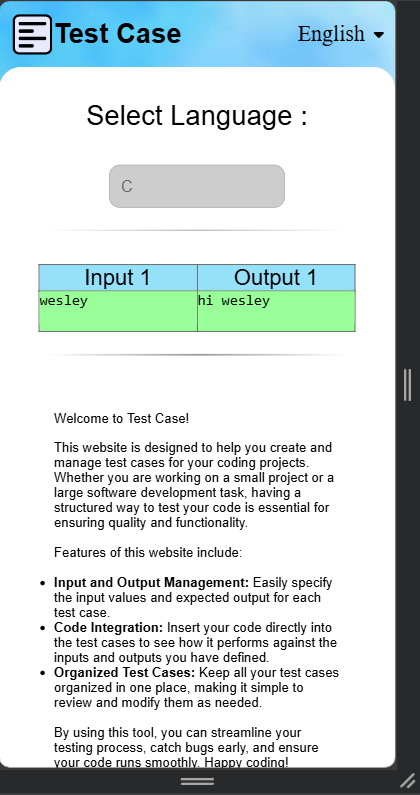 Test Case
English
Select Language :
C
Input 1 Output 1
wesley hi wesley
Welcome to Test Case!
This website is designed to help you create and
manage test cases for your coding projects.
Whether you are working on a small project or a
large software development task, having a
structured way to test your code is essential for
ensuring quality and functionality.
Features of this website include:
• Input and Output Management: Easily specify
the input values and expected output for each
test case.
• Code Integration: Insert your code directly into
the test cases to see how it performs against the
inputs and outputs you have defined.
• Organized Test Cases: Keep all your test cases
organized in one place, making it simple to
review and modify them as needed.
By using this tool, you can streamline your
testing process, catch bugs early, and ensure
your code runs smoothly. Happy coding!